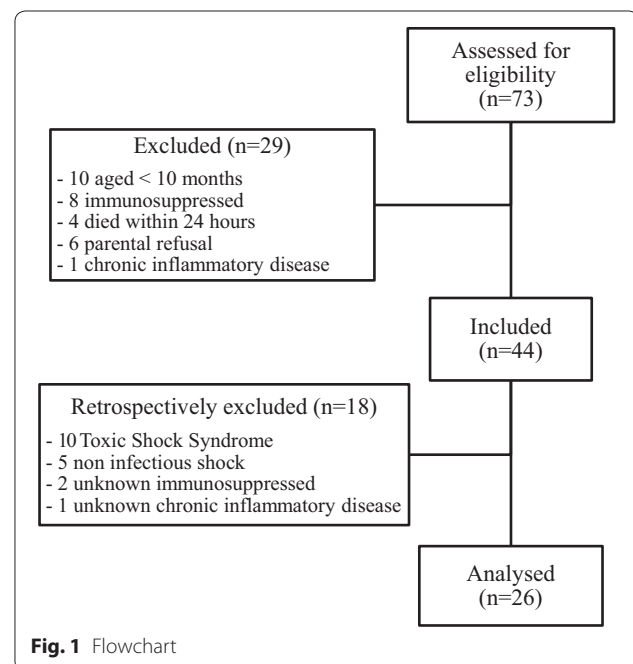 Assessed for
eligibility
(n=73)
Excluded (n=29)
- 10 aged < 10 months
- 8 immunosuppressed
- 4 died within 24 hours
- 6 parental refusal
- 1 chronic inflammatory disease
Included
(n=44)
Retrospectively excluded (n=18)
- 10 Toxic Shock Syndrome
- 5 non infectious shock
- 2 unknown immunosuppressed
- 1 unknown chronic inflammatory disease
Analysed
(n=26)
Fig. 1 Flowchart